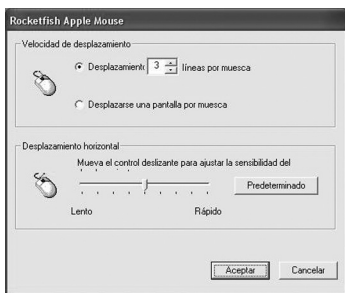 Rocketfish Apple Mouse
Velocidad de desplazamiento
Desplazamiento 3 líneas por muesca
Desplazarse una pantalla por muesca
Desplazamiento horizontal
Mueva el control deslizante para ajustar la sensibilidad del
Predeterminado
Lento Rápido
Aceptar Cancelar